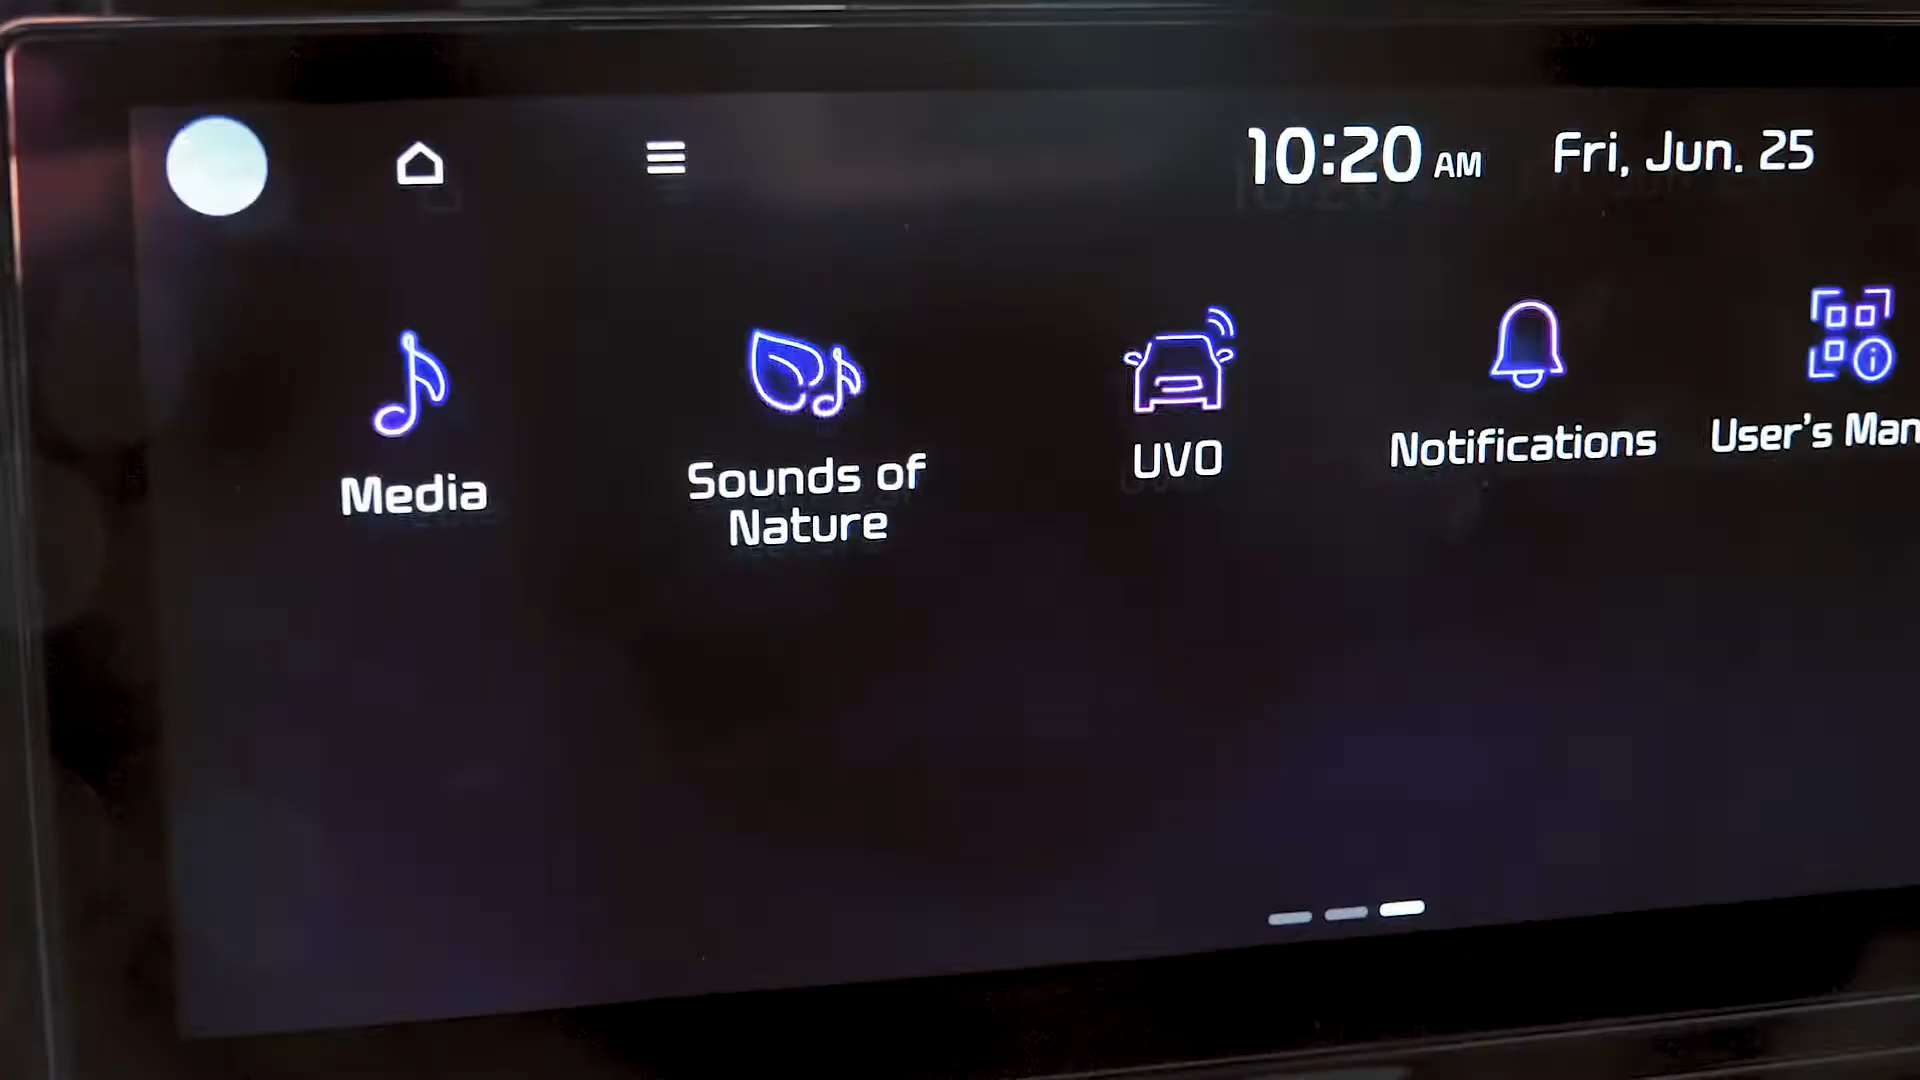 10:20 AM Fri, Jun. 25
Media
Sounds of
Nature
UVO
Notifications
User's Man